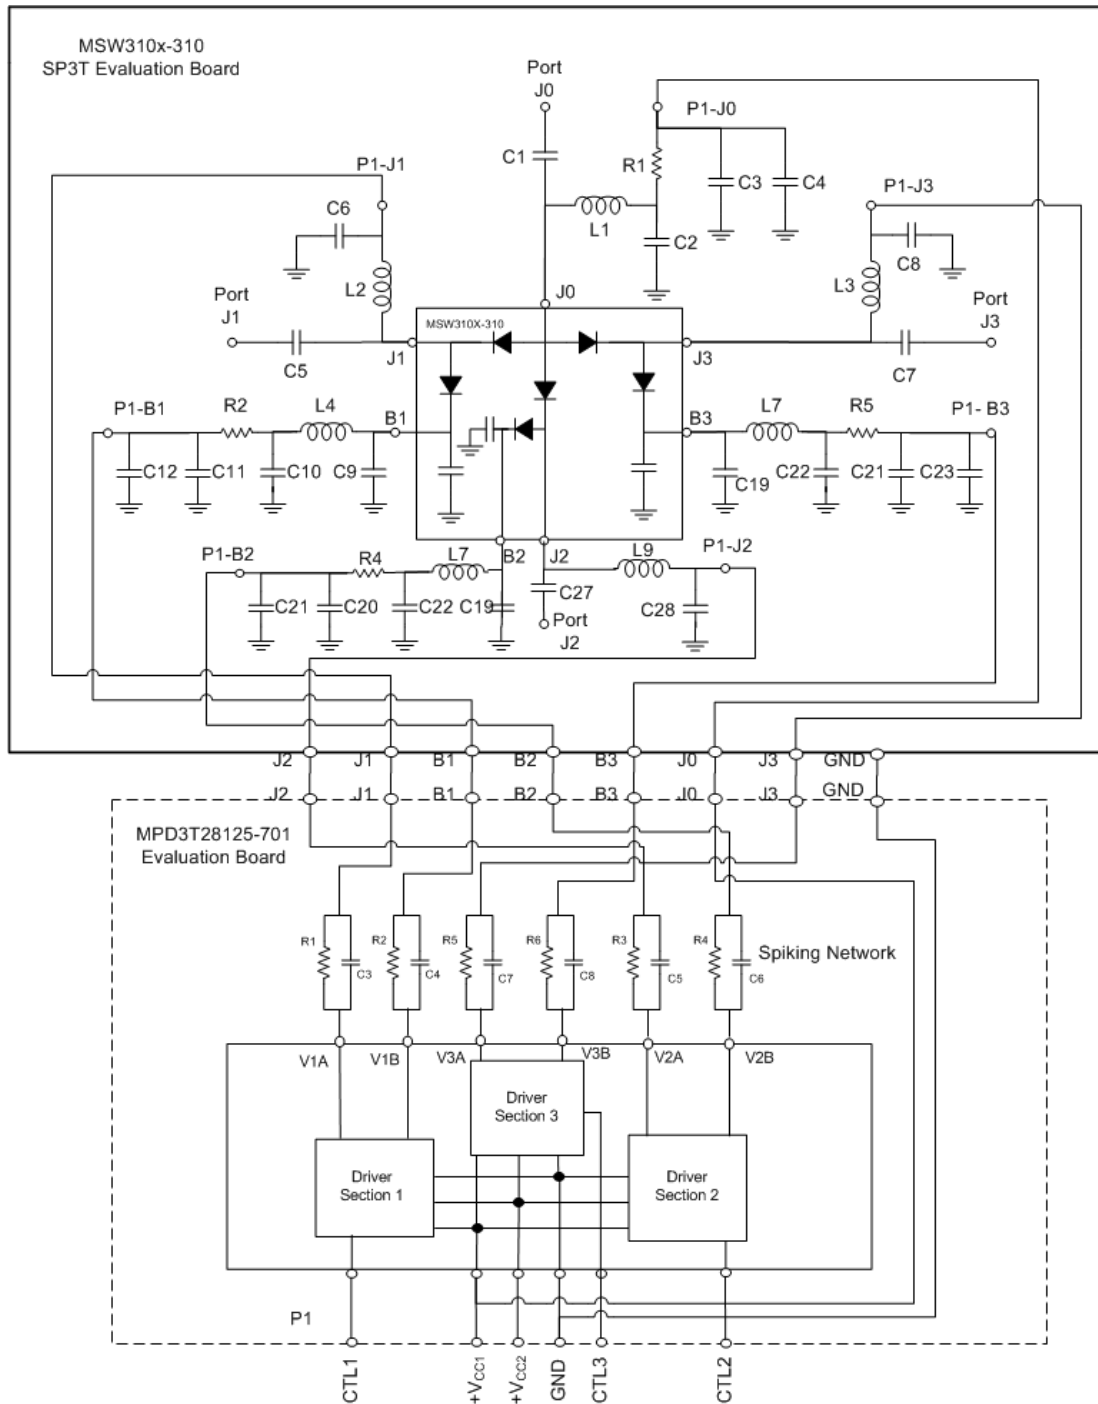 MSW310x-310
SP3T Evaluation Board
Port
J0
P1-J0
C1
R1
C3
C4
P1-J1
P1-J3
C6
L1
C2
C8
L2
L3
Port
J1
J0
Port
J3
MSW310X-310
C5
J1
J3
C7
P1-B1
R2
L4
B1
B3
L7
R5
P1- B3
C12
C11
C10
C9
C19
C22
C21
C23
P1-B2
R4
L7
B2
J2
L9
P1-J2
C21
C20
C22
C19
C27
C28
Port
J2
J2
J1
B1
B2
B3
J0
J3
GND
J2
J1
B1
B2
B3
J0
J3
GND
MPD3T28125-701
Evaluation Board
R1
R2
R5
R6
R3
R4
Spiking Network
C3
C4
C7
C8
C5
C6
V1A
V1B
V3A
V3B
V2A
V2B
Driver
Section 3
Driver
Section 1
Driver
Section 2
P1
CTL1
+VCC1
+VCC2
GND
CTL3
CTL2